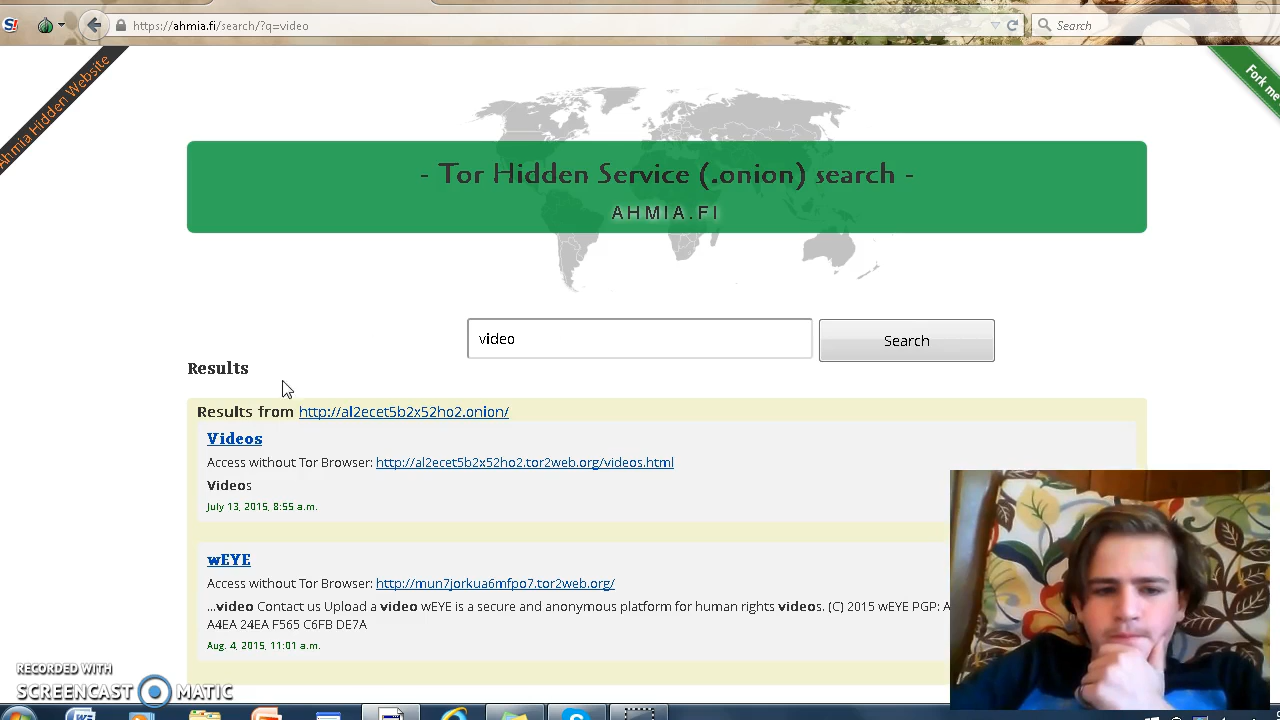 S!
https://ahmia.fi/search/?q=video
Search
Ahmia Hidden Website
Fork me
- Tor Hidden Service (.onion) search -
AHMIA.FI
video
Search
Results
Results from http://al2ecet5b2x52ho2.onion/
Videos
Access without Tor Browser: http://al2ecet5b2x52ho2.tor2web.org/videos.html
Videos
July 13, 2015, 8:55 a.m.
wEYE
Access without Tor Browser: http://mun7jorkua6mfpo7.tor2web.org/
...video Contact us Upload a video wEYE is a secure and anonymous platform for human rights videos. (C) 2015 wEYE PGP: A
A4EA 24EA F565 C6FB DE7A
Aug. 4, 2015, 11:01 a.m.
RECORDED WITH
SCREENCAST MATIC